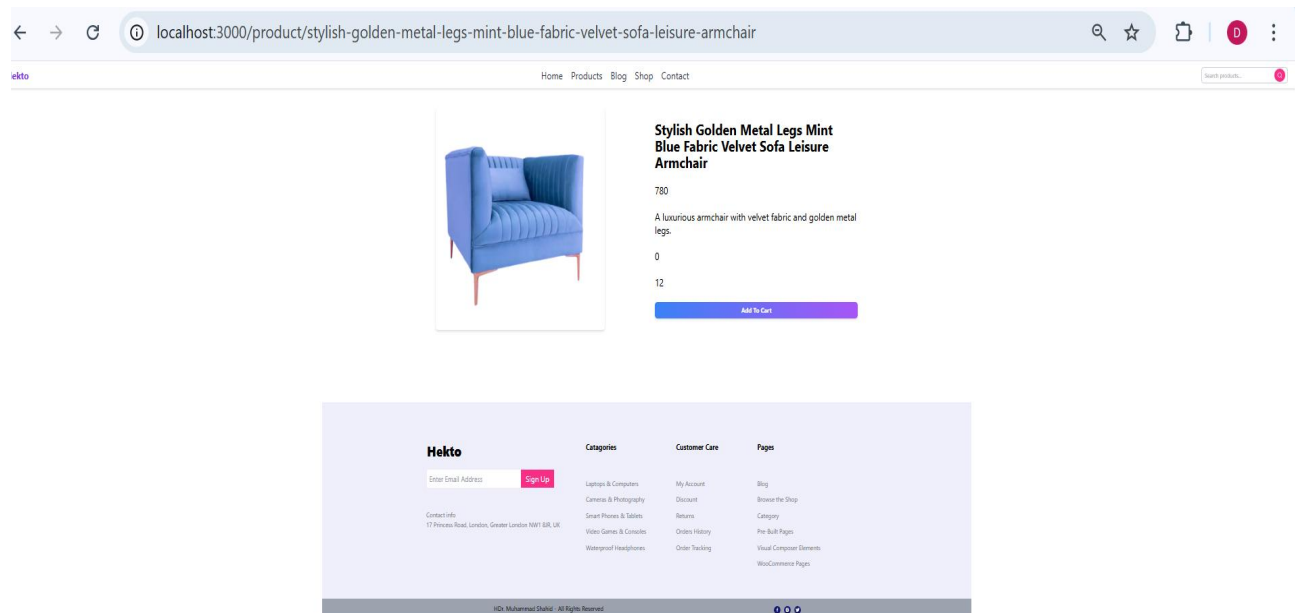 localhost:3000/product/stylish-golden-metal-legs-mint-blue-fabric-velvet-sofa-leisure-armchair
D
ekto
Home Products Blog Shop Contact
Search products...
Stylish Golden Metal Legs Mint
Blue Fabric Velvet Sofa Leisure
Armchair
780
A luxurious armchair with velvet fabric and golden metal
legs.
0
12
Add To Cart
Hekto
Enter Email Address
Sign Up
Contact info
17 Princess Road, London, Greater London NW1 8JR, UK
Catagories
Laptops & Computers
Cameras & Photography
Smart Phones & Tablets
Video Games & Consoles
Waterproof Headphones
Customer Care
My Account
Discount
Returns
Orders History
Order Tracking
Pages
Blog
Browse the Shop
Category
Pre-Built Pages
Visual Composer Elements
WooCommerce Pages
Muhammad Shahid - All Rights Reserved